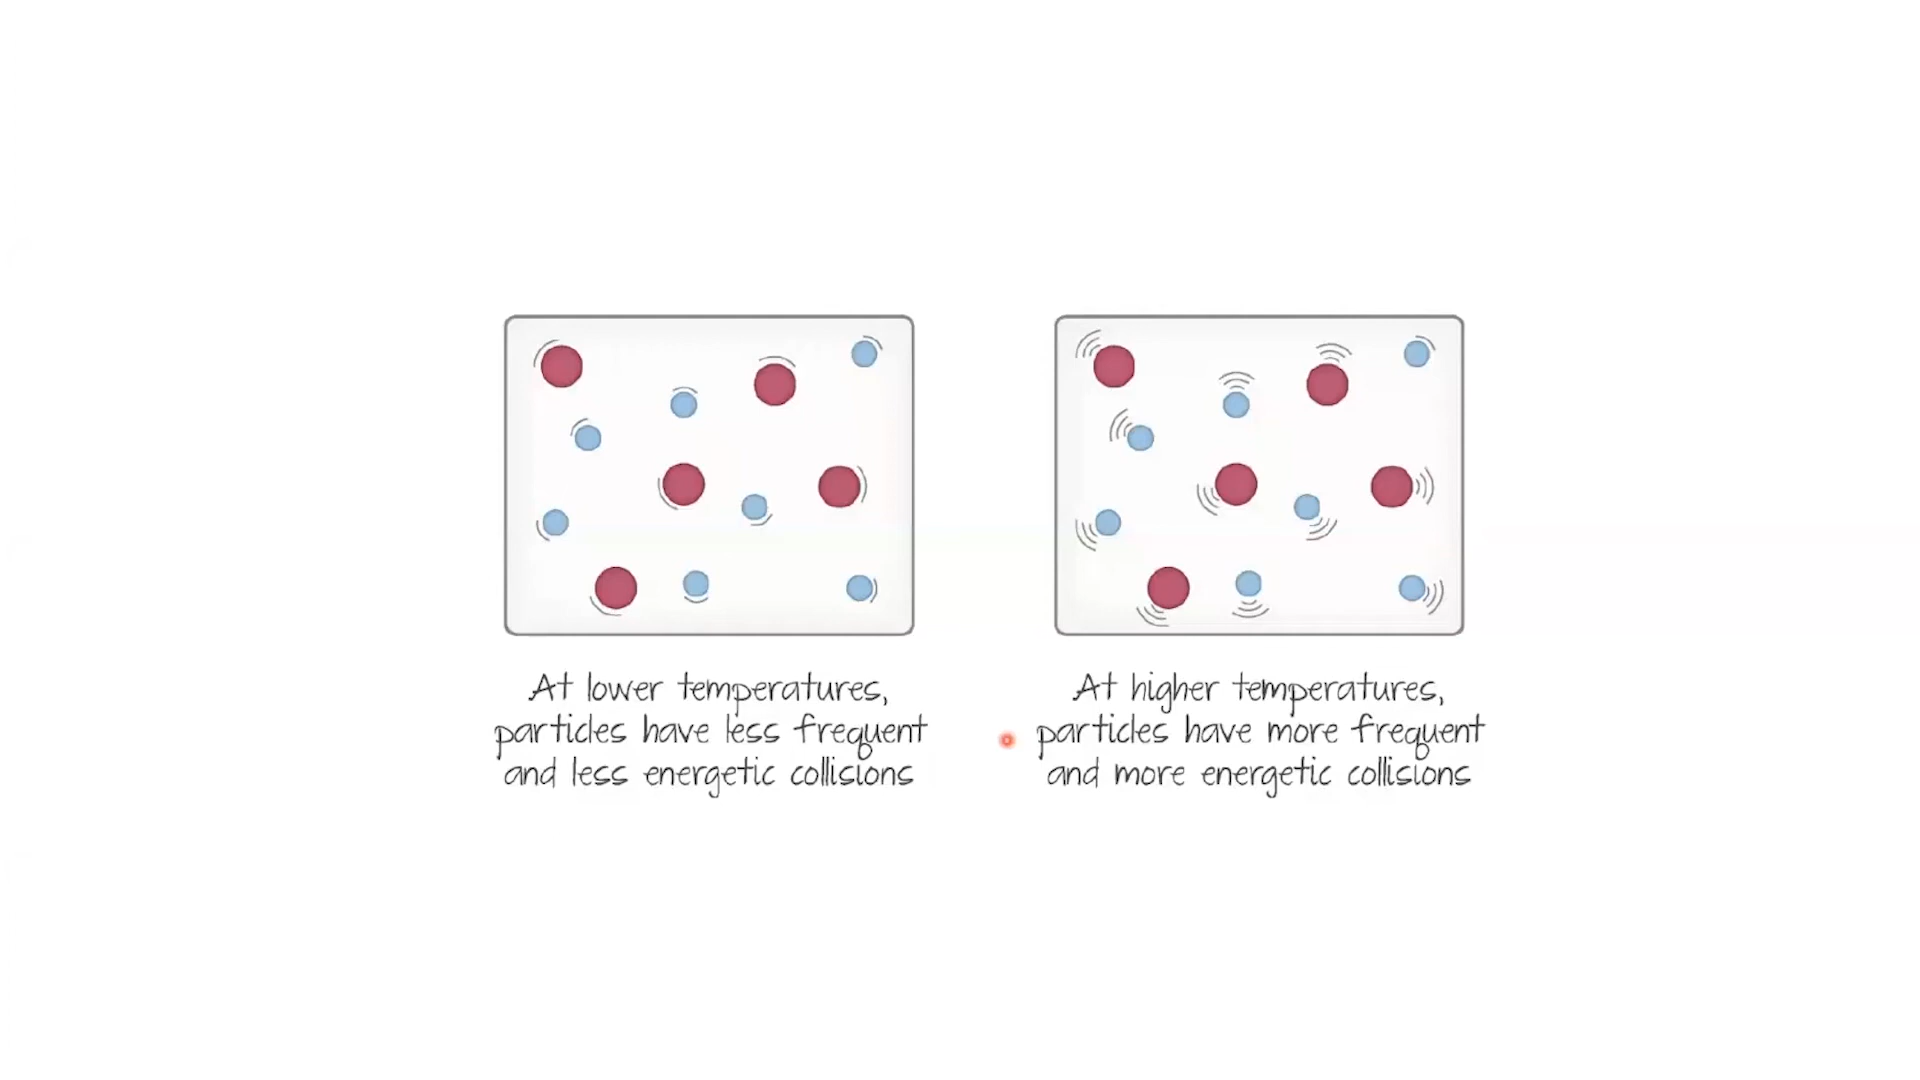 At lower temperatures,
particles have less frequent
and less energetic collisions
At higher temperatures,
particles have more frequent
and more energetic collisions